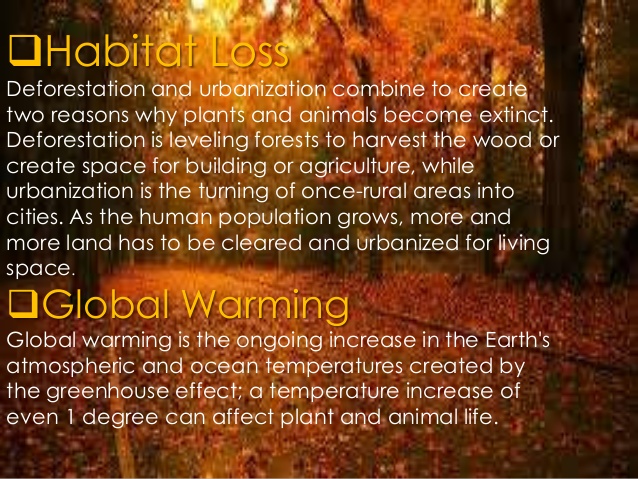 ❑Habitat Loss
Deforestation and urbanization combine to create
two reasons why plants and animals become extinct.
Deforestation is leveling forests to harvest the wood or
create space for building or agriculture, while
urbanization is the turning of once-rural areas into
cities. As the human population grows, more and
more land has to be cleared and urbanized for living
space.
❑Global Warming
Global warming is the ongoing increase in the Earth's
atmospheric and ocean temperatures created by
the greenhouse effect; a temperature increase of
even 1 degree can affect plant and animal life.